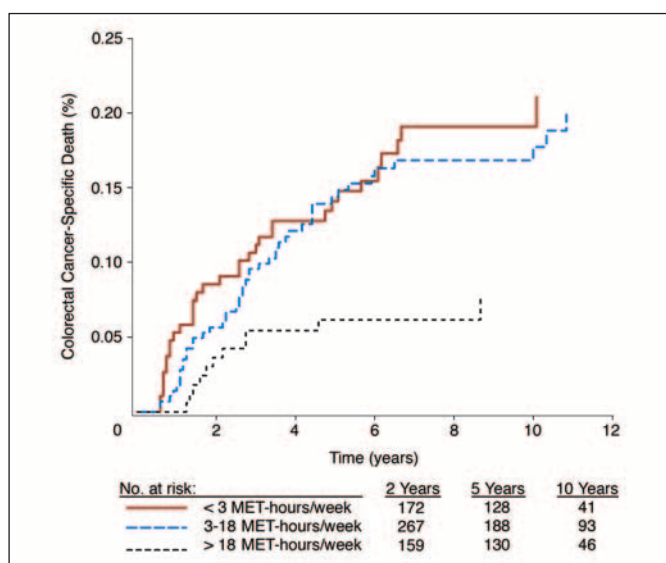 0.25
0.20
0.15
0.10
0.05
Colorectal Cancer-Specific Death (%)
0 2 4 6 8 10 12
Time (years)
No. at risk: 2 Years 5 Years 10 Years
< 3 MET-hours/week 172 128 41
3-18 MET-hours/week 267 188 93
> 18 MET-hours/week 159 130 46